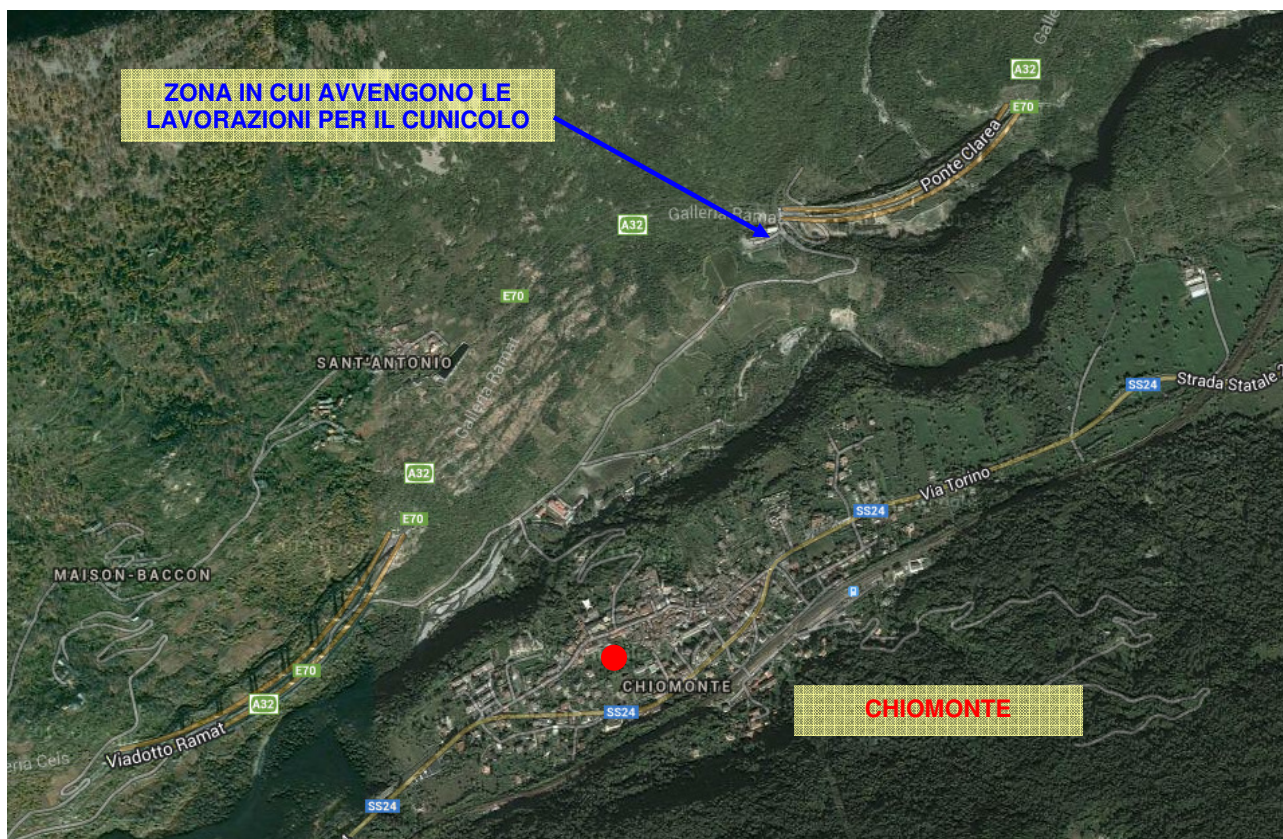 ZONA IN CUI AVVENGONO LE
LAVORAZIONI PER IL CUNICOLO
A32
E70
Ponte Clarea
Galleria Ramat
A32
E70
SANT'ANTONIO
Galleria Ramat
SS24
Strada Statale 2
A32
Via Torino
SS24
E70
MAISON-BACCON
E70
CHIOMONTE
A32
SS24
CHIOMONTE
Viadotto Ramat
SS24